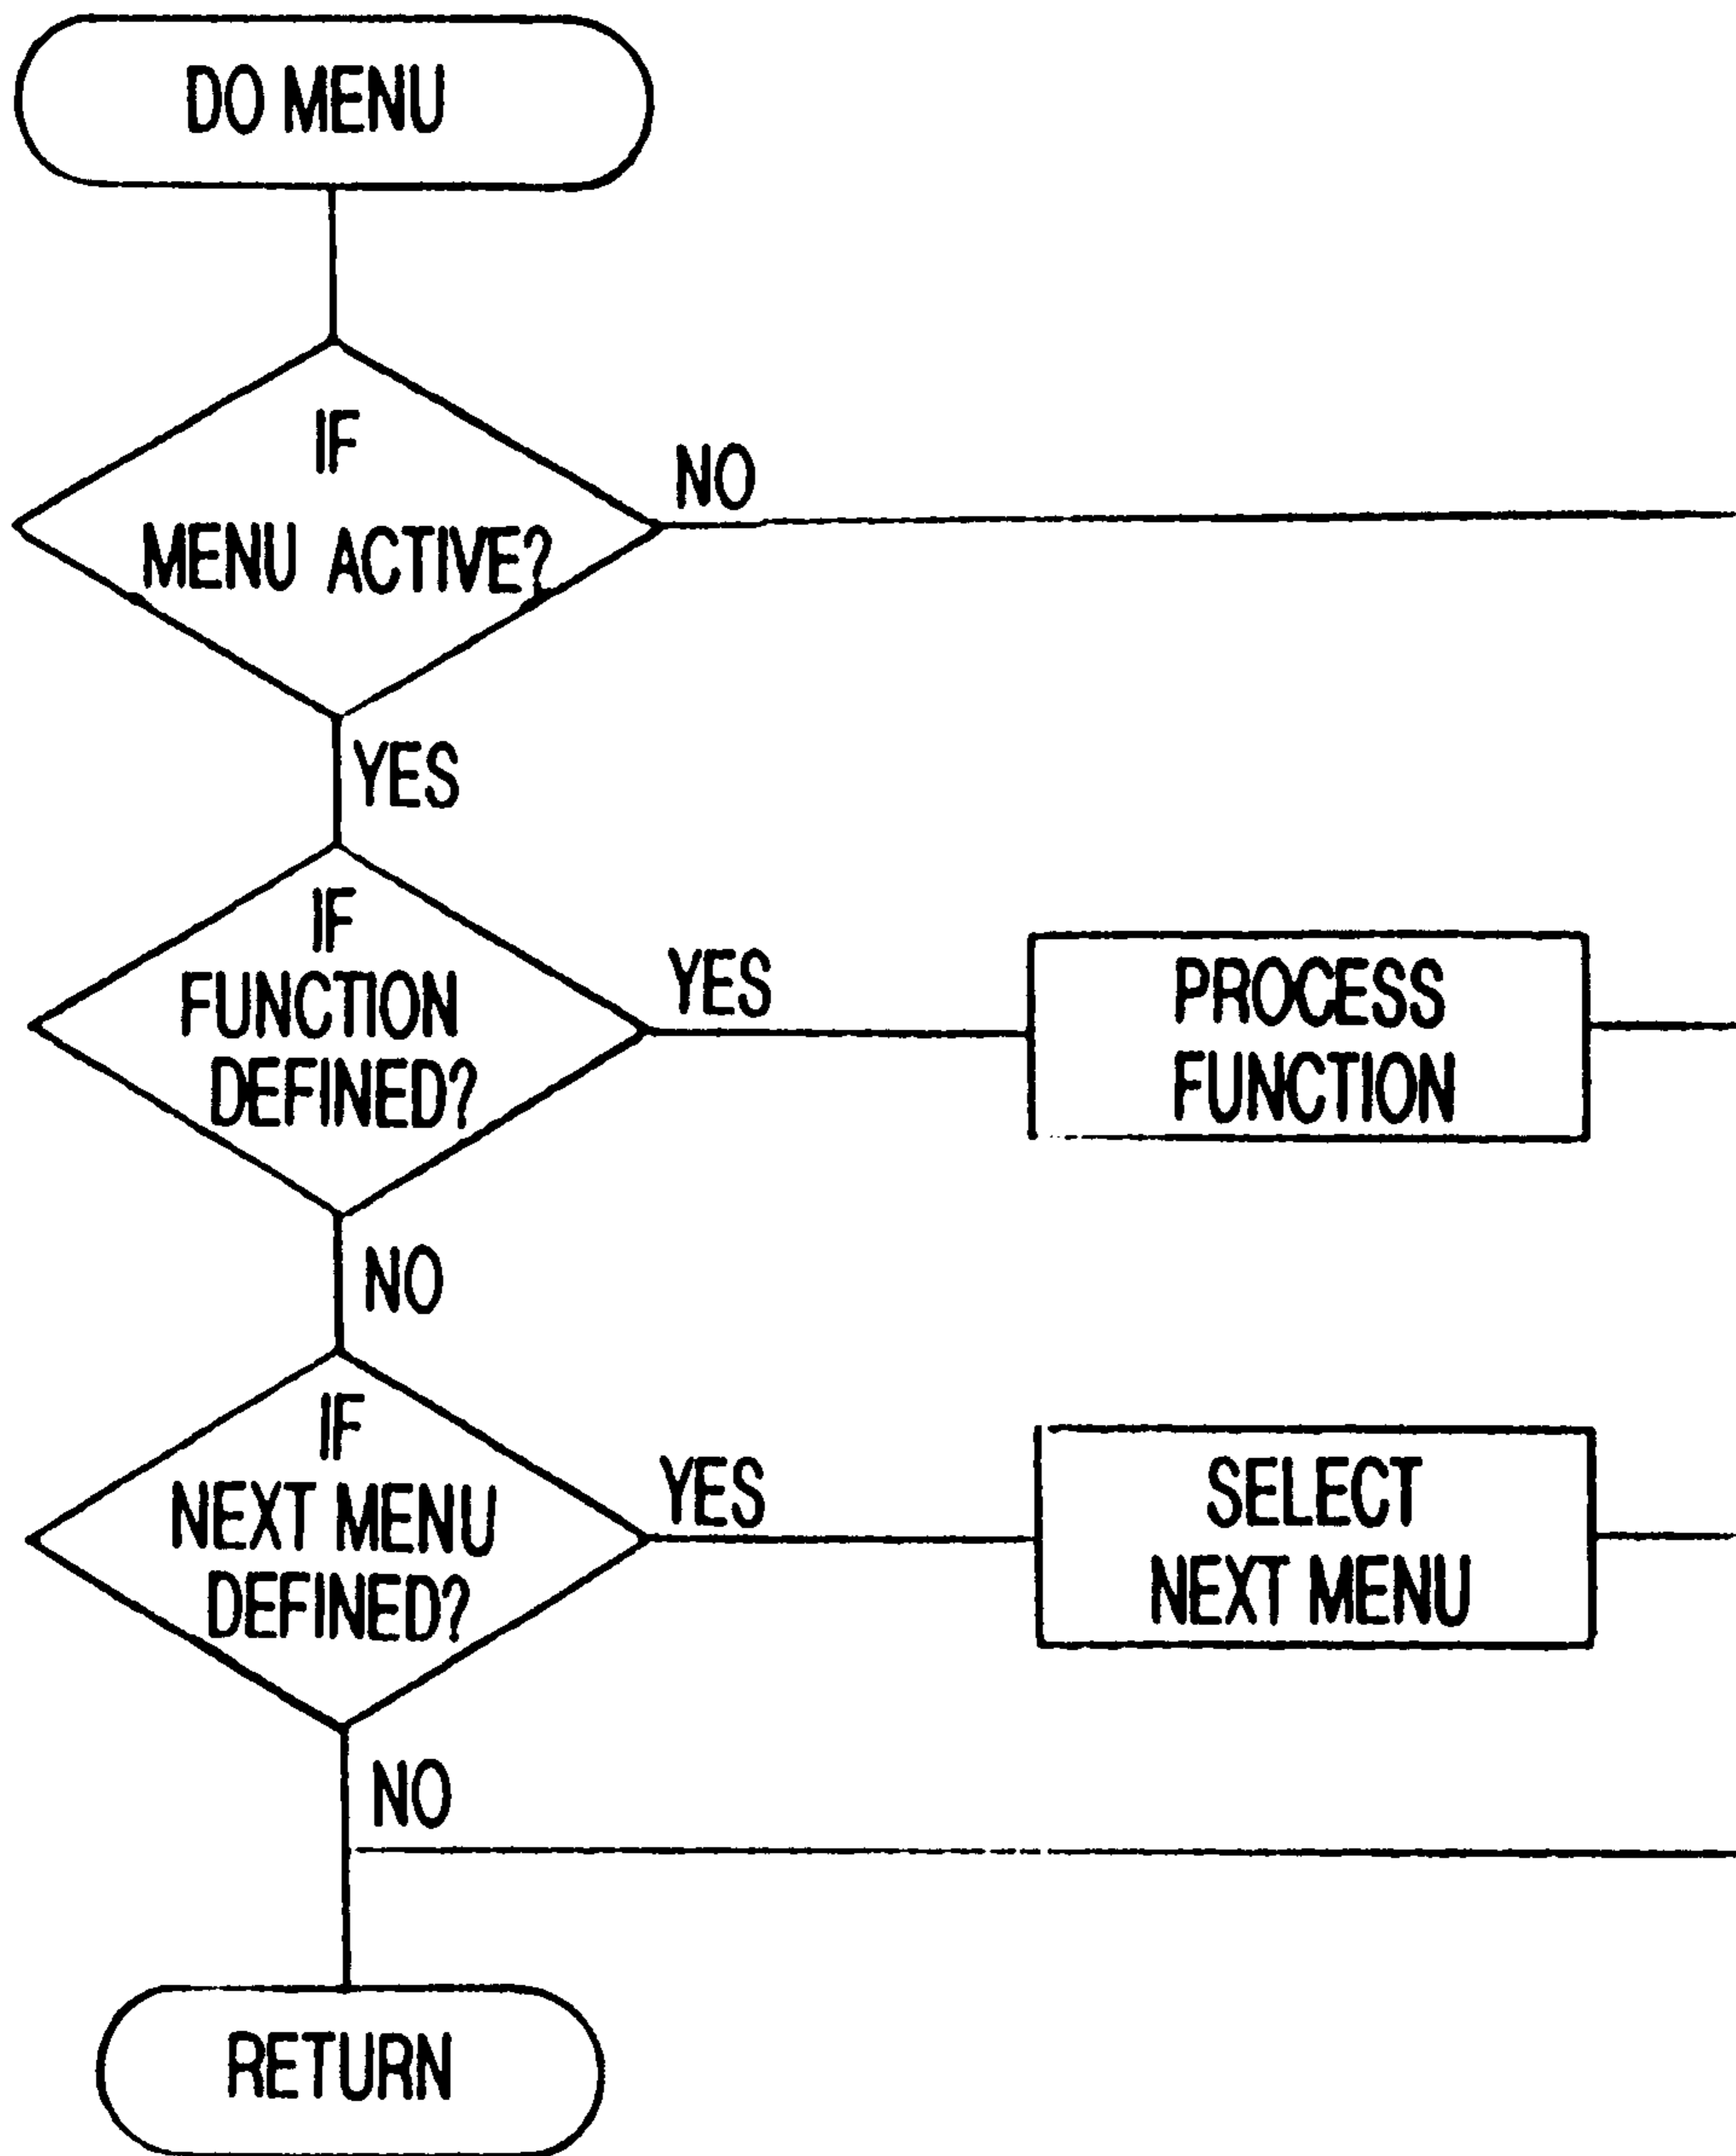 DO MENU
IF
MENU ACTIVE?
NO
YES
IF
FUNCTION
DEFINED?
YES
PROCESS
FUNCTION
NO
IF
NEXT MENU
DEFINED?
YES
SELECT
NEXT MENU
NO
RETURN